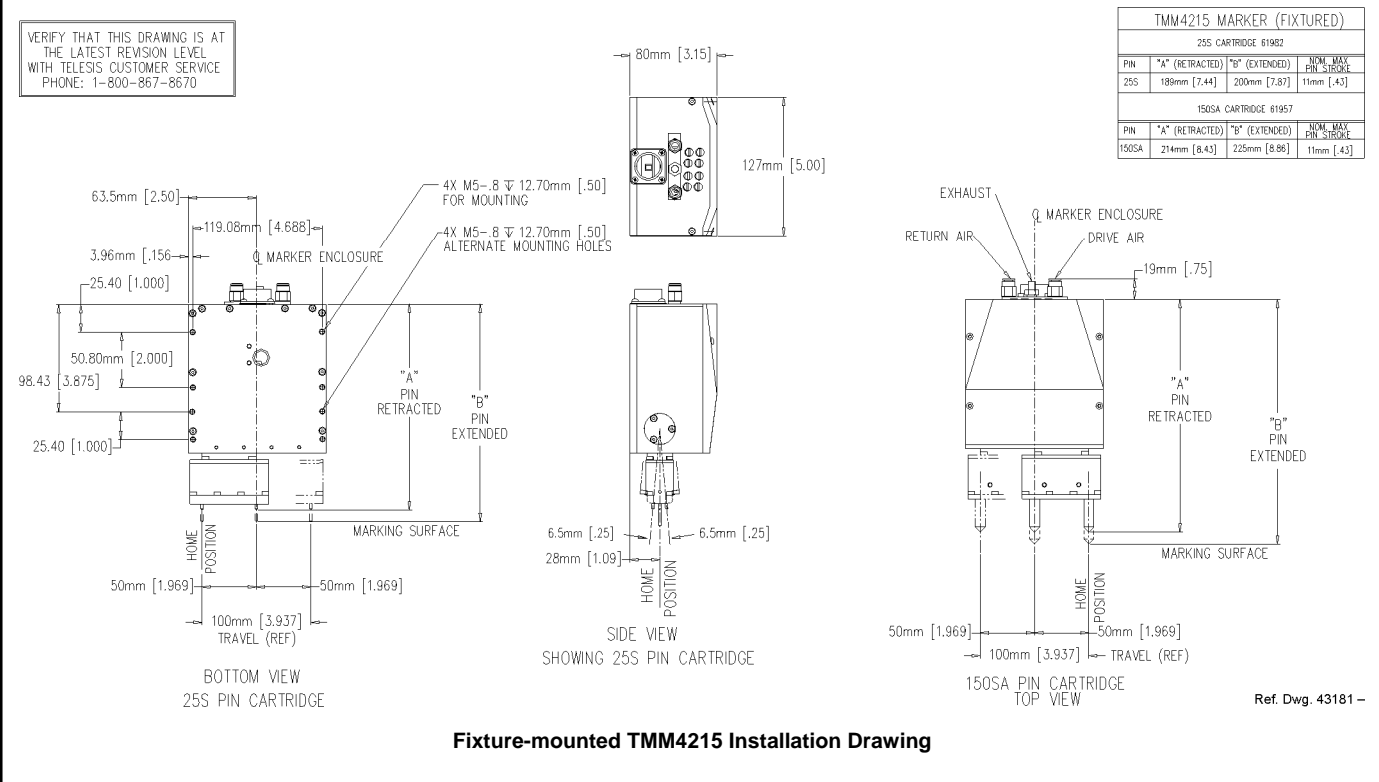 VERIFY THAT THIS DRAWING IS AT
THE LATEST REVISION LEVEL
WITH TELESIS CUSTOMER SERVICE
PHONE: 1-800-867-8670
TMM4215 MARKER (FIXTURED)
25S CARTRIDGE 61982
PIN "A" (RETRACTED) "B" (EXTENDED) NOM. MAX PIN STROKE
25S 189mm [7.44] 200mm [7.87] 11mm [.43]
150SA CARTRIDGE 61957
PIN "A" (RETRACTED) "B" (EXTENDED) NOM. MAX PIN STROKE
150SA 214mm [8.43] 225mm [8.86] 11mm [.43]
80mm [3.15]
127mm [5.00]
63.5mm [2.50]
119.08mm [4.688]
3.96mm [.156
℄ MARKER ENCLOSURE
25.40 [1.000]
4X M5-.8 ↧ 12.70mm [.50]
FOR MOUNTING
4X M5-.8 ↧ 12.70mm [.50]
ALTERNATE MOUNTING HOLES
50.80mm [2.000]
98.43 [3.875]
25.40 [1.000]
"A"
PIN
RETRACTED
"B"
PIN
EXTENDED
MARKING SURFACE
HOME
POSITION
50mm [1.969]
50mm [1.969]
100mm [3.937]
TRAVEL (REF)
BOTTOM VIEW
25S PIN CARTRIDGE
6.5mm [.25]
6.5mm [.25]
28mm [1.09]
HOME
POSITION
SIDE VIEW
SHOWING 25S PIN CARTRIDGE
EXHAUST
℄ MARKER ENCLOSURE
RETURN AIR
DRIVE AIR
19mm [.75]
"A"
PIN
RETRACTED
"B"
PIN
EXTENDED
MARKING SURFACE
HOME
POSITION
50mm [1.969]
50mm [1.969]
100mm [3.937]
TRAVEL (REF)
150SA PIN CARTRIDGE
TOP VIEW
Ref. Dwg. 43181 –
Fixture-mounted TMM4215 Installation Drawing